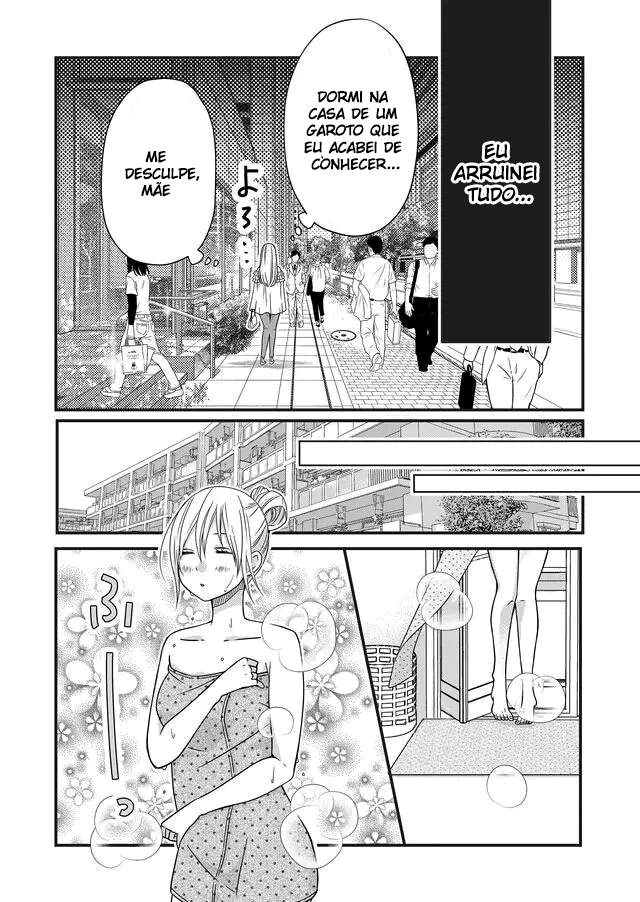 EU
ARRUINEI
TUDO...
DORMI NA
CASA DE UM
GAROTO QUE
EU ACABEI DE
CONHECER...
ME
DESCULPE,
MÃE
よろ…
ふーっ